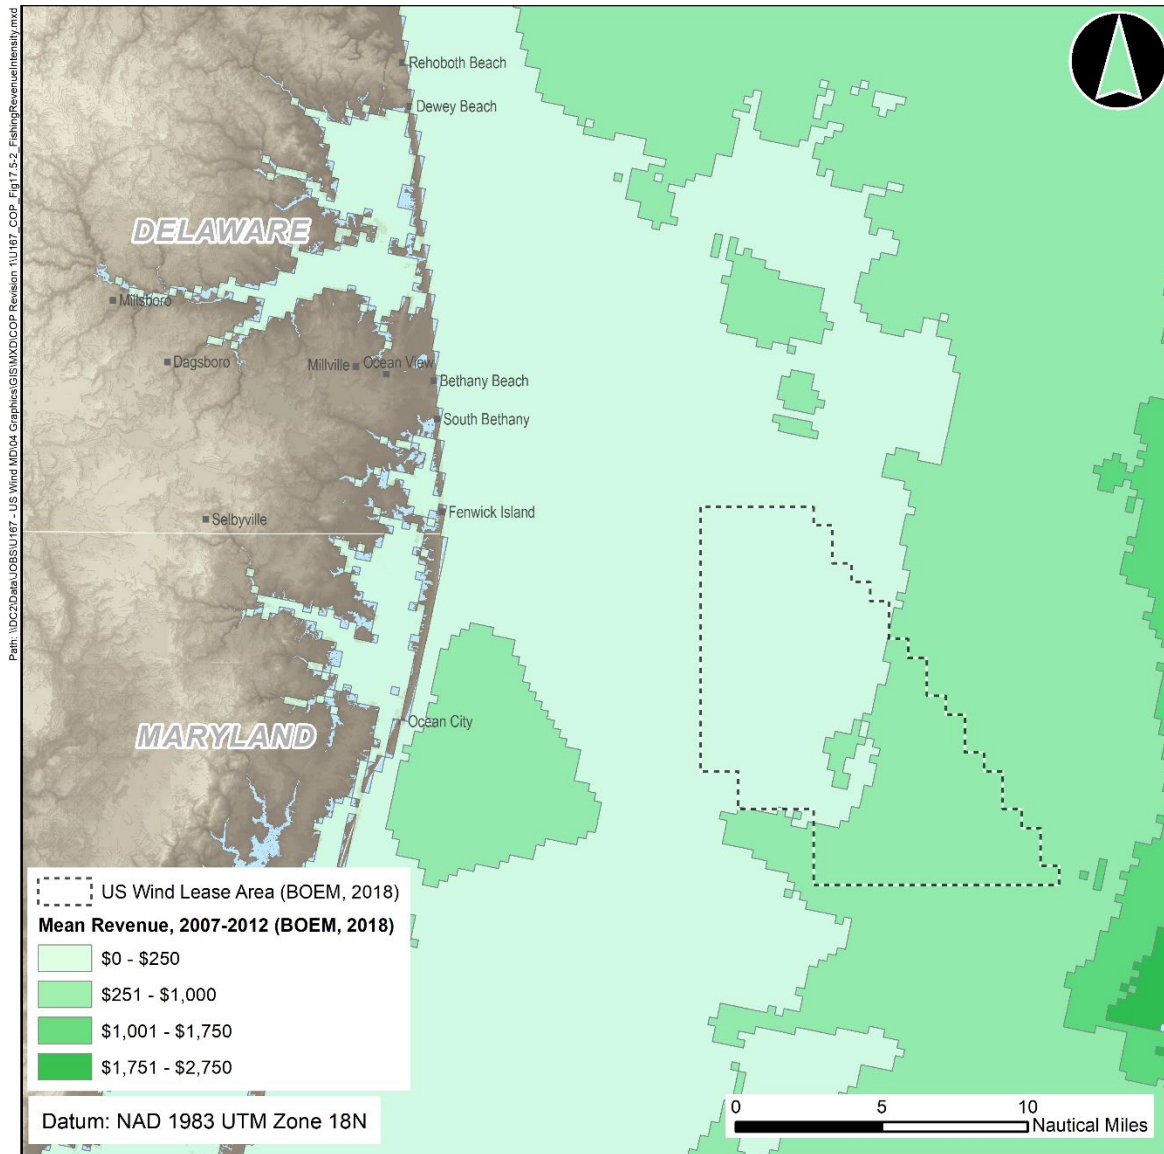 Path: \\DC2\Data\JOBS\U167 - US Wind MD\04 Graphics\GIS\MXD\COP Revision 1\U167_COP_Fig17.5-2_FishingRevenueIntensity.mxd
Rehoboth Beach
Dewey Beach
DELAWARE
Millsboro
Dagsboro
Millville
Ocean View
Bethany Beach
South Bethany
Fenwick Island
Selbyville
Ocean City
MARYLAND
US Wind Lease Area (BOEM, 2018)
Mean Revenue, 2007-2012 (BOEM, 2018)
$0 - $250
$251 - $1,000
$1,001 - $1,750
$1,751 - $2,750
Datum: NAD 1983 UTM Zone 18N
0 5 10
Nautical Miles